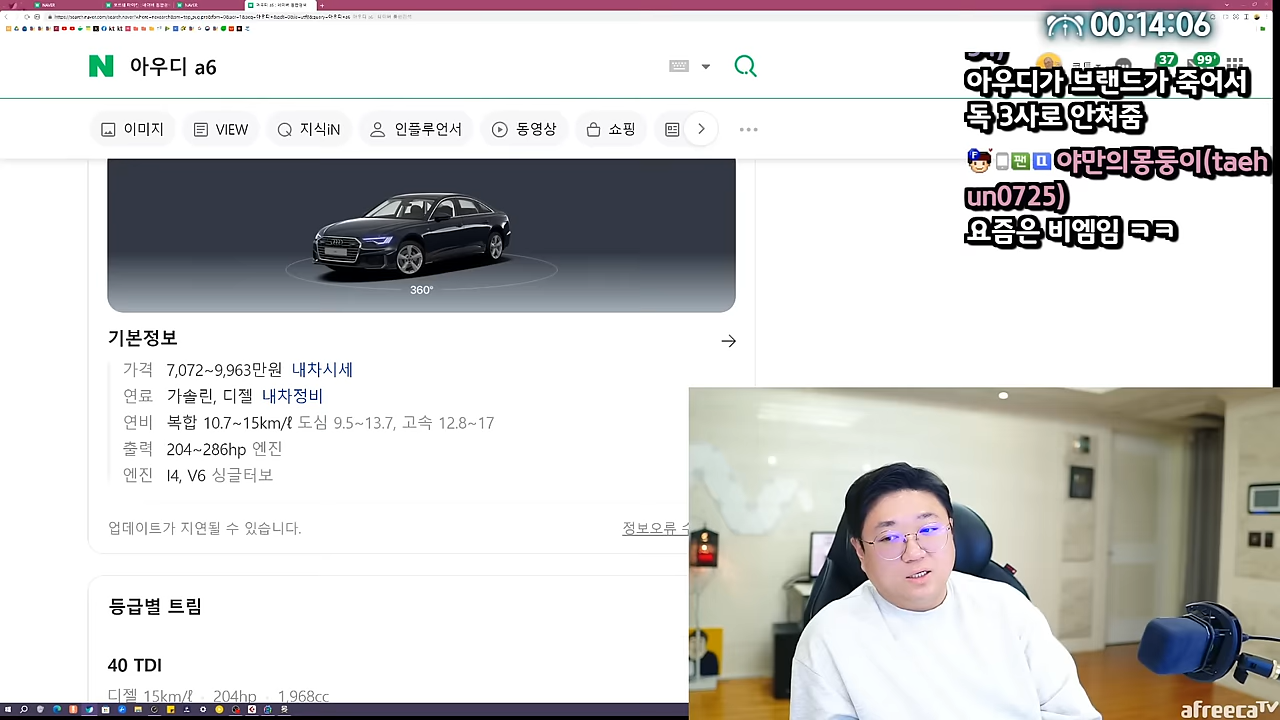 00:14:06
N 아우디 a6
37
99+
이미지
VIEW
지식iN
인플루언서
동영상
쇼핑
아우디가 브랜드가 죽어서
독 3사로 안쳐줌
야만의몽둥이(taeh
un0725)
요즘은 비엠임 ㅋㅋ
360°
기본정보
가격 7,072~9,963만원 내차시세
연료 가솔린, 디젤 내차정비
연비 복합 10.7~15km/ℓ 도심 9.5~13.7, 고속 12.8~17
출력 204~286hp 엔진
엔진 I4, V6 싱글터보
업데이트가 지연될 수 있습니다.
정보오류
등급별 트림
40 TDI
디젤 15km/ℓ · 204hp · 1,968cc
afreecaTV